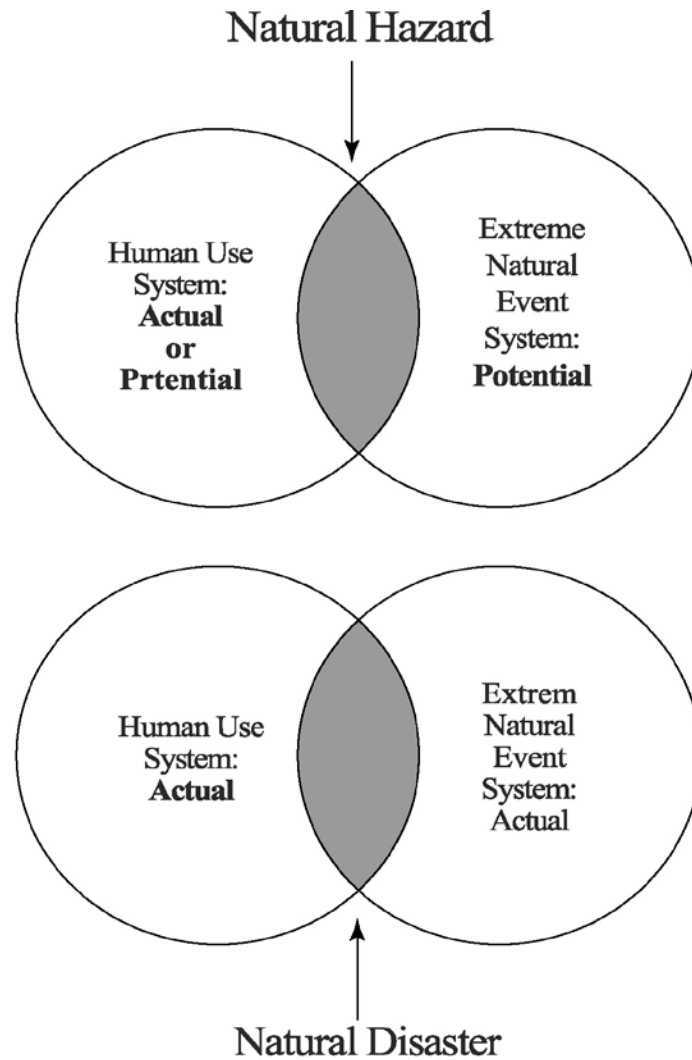 Natural Hazard
Human Use
System:
Actual
or
Prtential
Extreme
Natural
Event
System:
Potential
Human Use
System:
Actual
Extrem
Natural
Event
System:
Actual
Natural Disaster